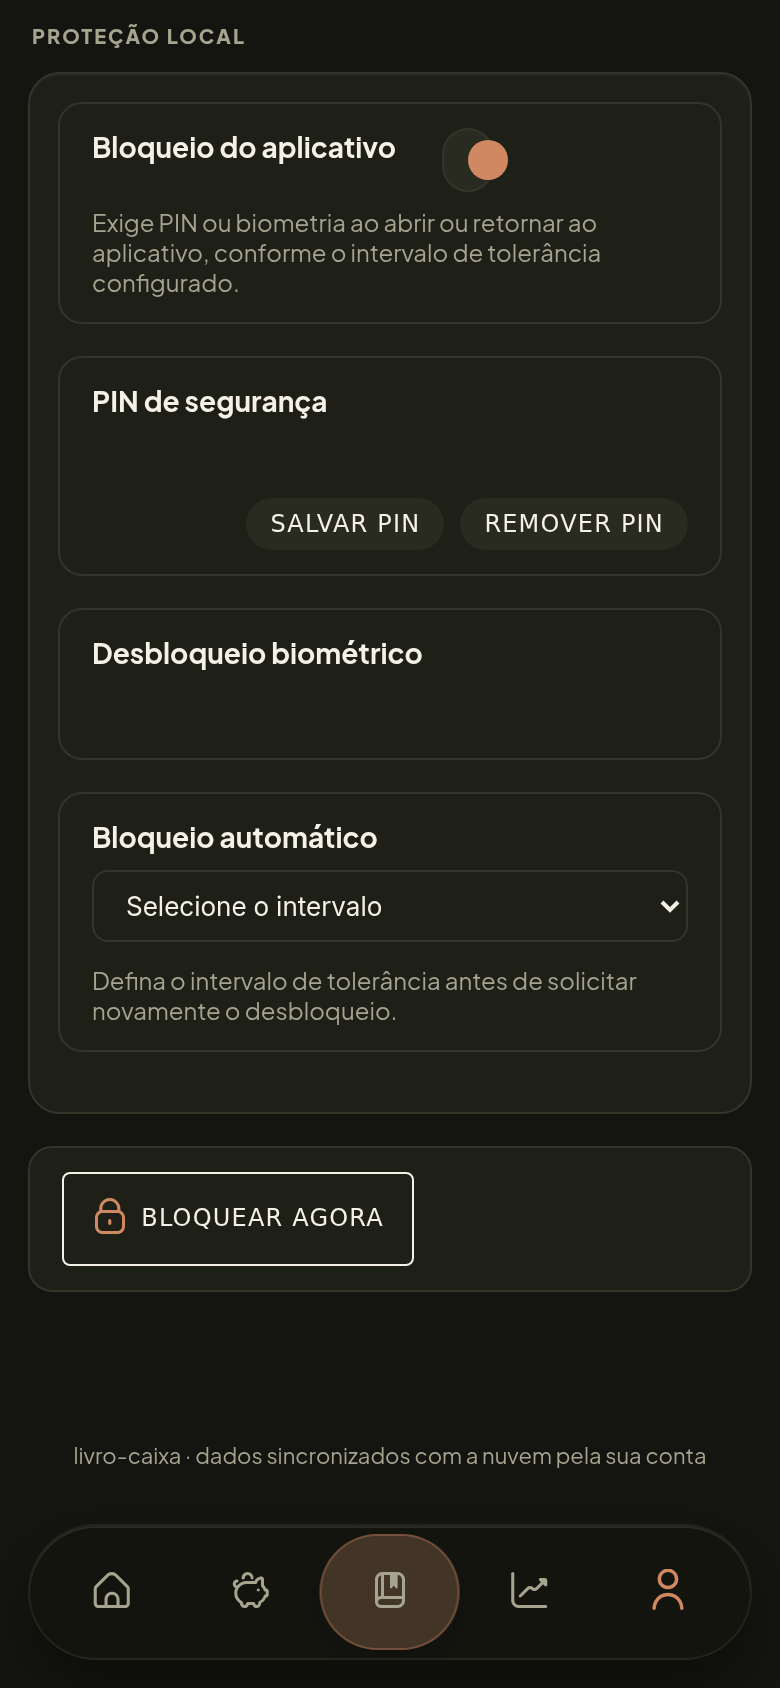 PROTEÇÃO LOCAL
Bloqueio do aplicativo
Exige PIN ou biometria ao abrir ou retornar ao
aplicativo, conforme o intervalo de tolerância
configurado.
PIN de segurança
SALVAR PIN
REMOVER PIN
Desbloqueio biométrico
Bloqueio automático
Selecione o intervalo
Defina o intervalo de tolerância antes de solicitar
novamente o desbloqueio.
BLOQUEAR AGORA
livro-caixa · dados sincronizados com a nuvem pela sua conta